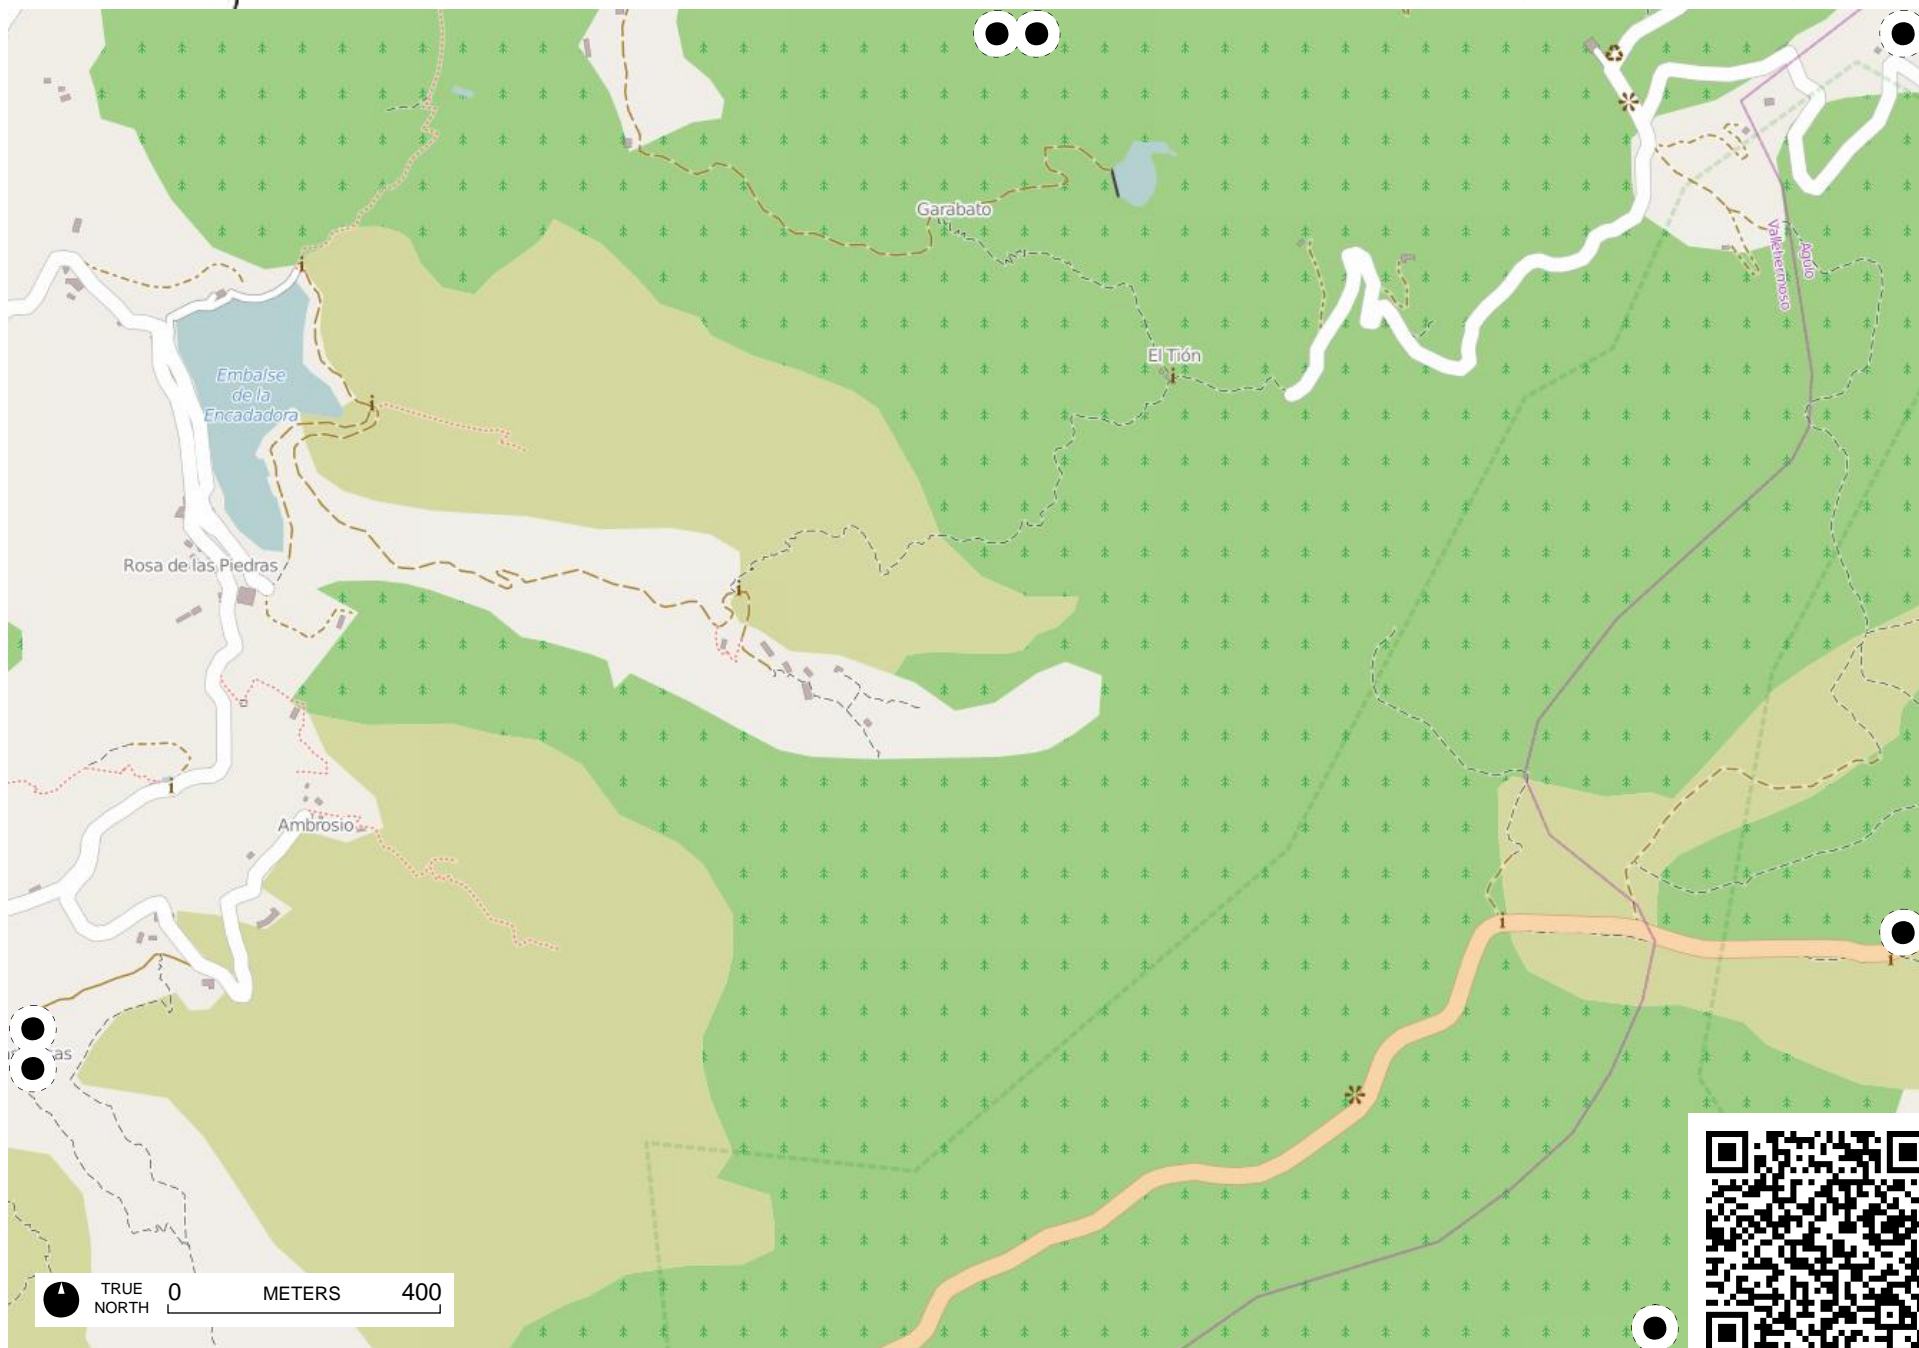 Garabato
Vallehermoso
Agulo
El Tión
Embalse
de la
Encadadora
Rosa de las Piedras
Ambrosio
as
TRUE
NORTH
0 METERS 400